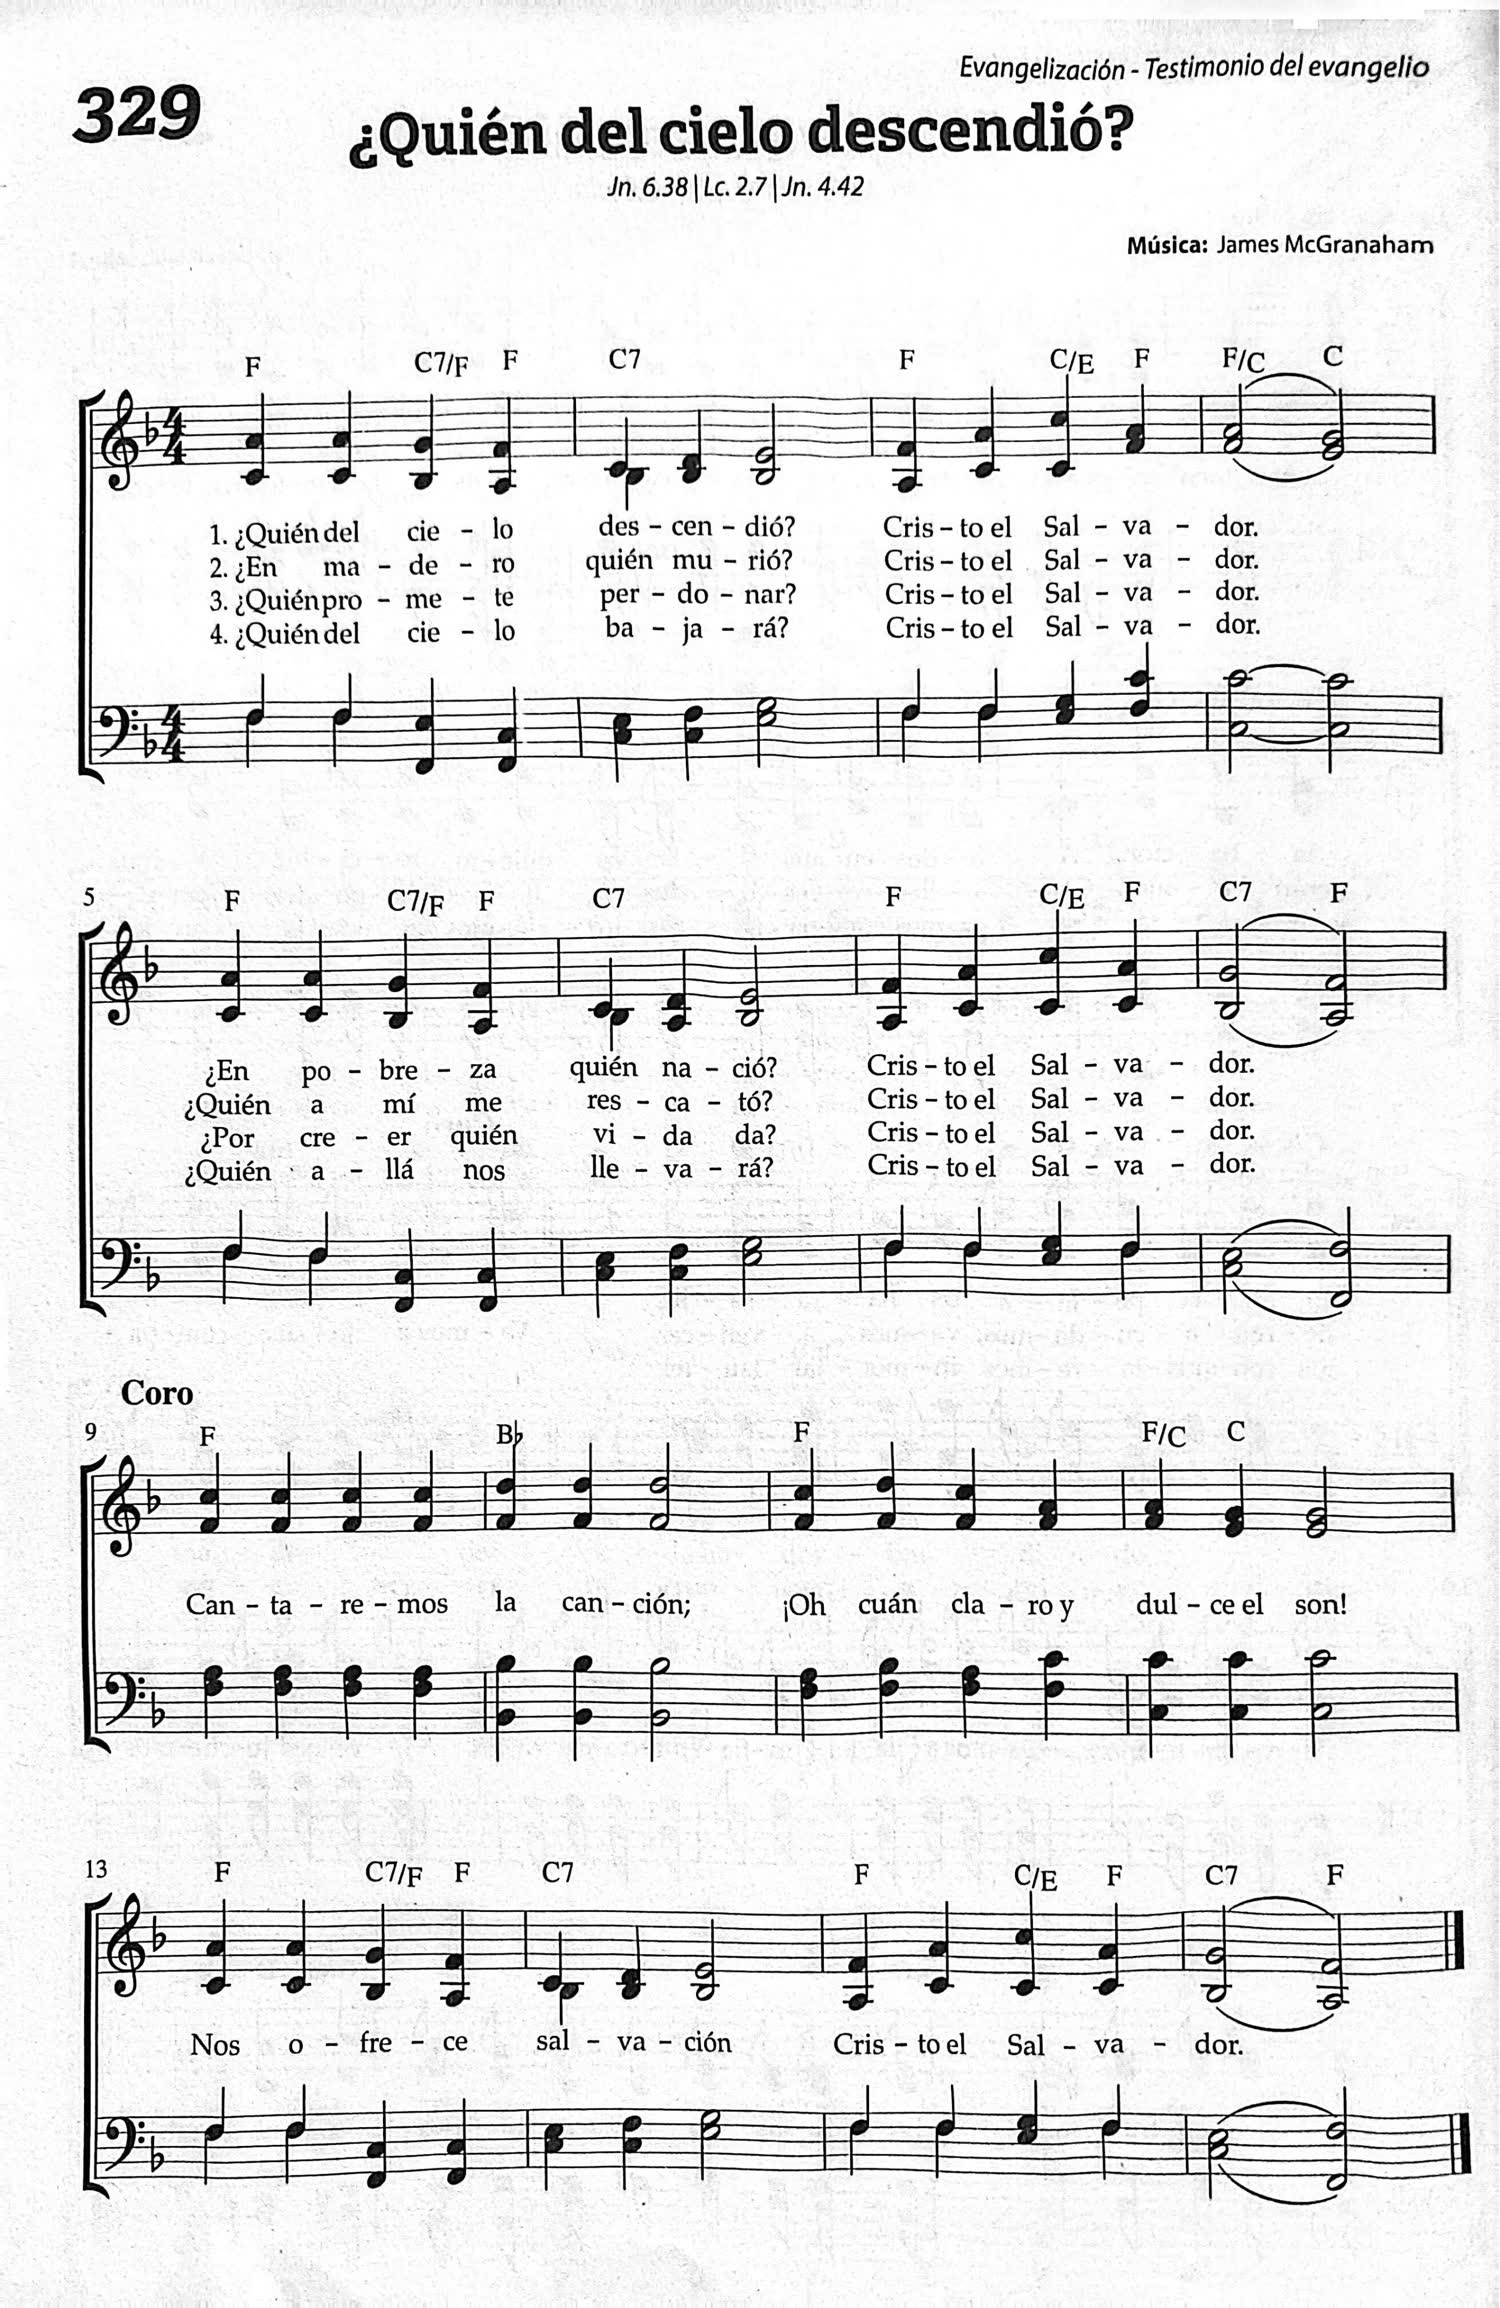 Evangelización - Testimonio del evangelio
329
¿Quién del cielo descendió?
Jn. 6.38 | Lc. 2.7 | Jn. 4.42
Música: James McGranaham
F C7/F F C7 F C/E F F/C C
4 4
1. ¿Quién del cie - lo des - cen - dió? Cris - to el Sal - va - dor.
2. ¿En ma - de - ro quién mu - rió? Cris - to el Sal - va - dor.
3. ¿Quién pro - me - te per - do - nar? Cris - to el Sal - va - dor.
4. ¿Quién del cie - lo ba - ja - rá? Cris - to el Sal - va - dor.
4 4
5 F C7/F F C7 F C/E F C7 F
¿En po - bre - za quién na - ció? Cris - to el Sal - va - dor.
¿Quién a mí me res - ca - tó? Cris - to el Sal - va - dor.
¿Por cre - er quién vi - da da? Cris - to el Sal - va - dor.
¿Quién a - llá nos lle - va - rá? Cris - to el Sal - va - dor.
Coro
9 F B♭ F F/C C
Can - ta - re - mos la can - ción; ¡Oh cuán cla - ro y dul - ce el son!
13 F C7/F F C7 F C/E F C7 F
Nos o - fre - ce sal - va - ción Cris - to el Sal - va - dor.